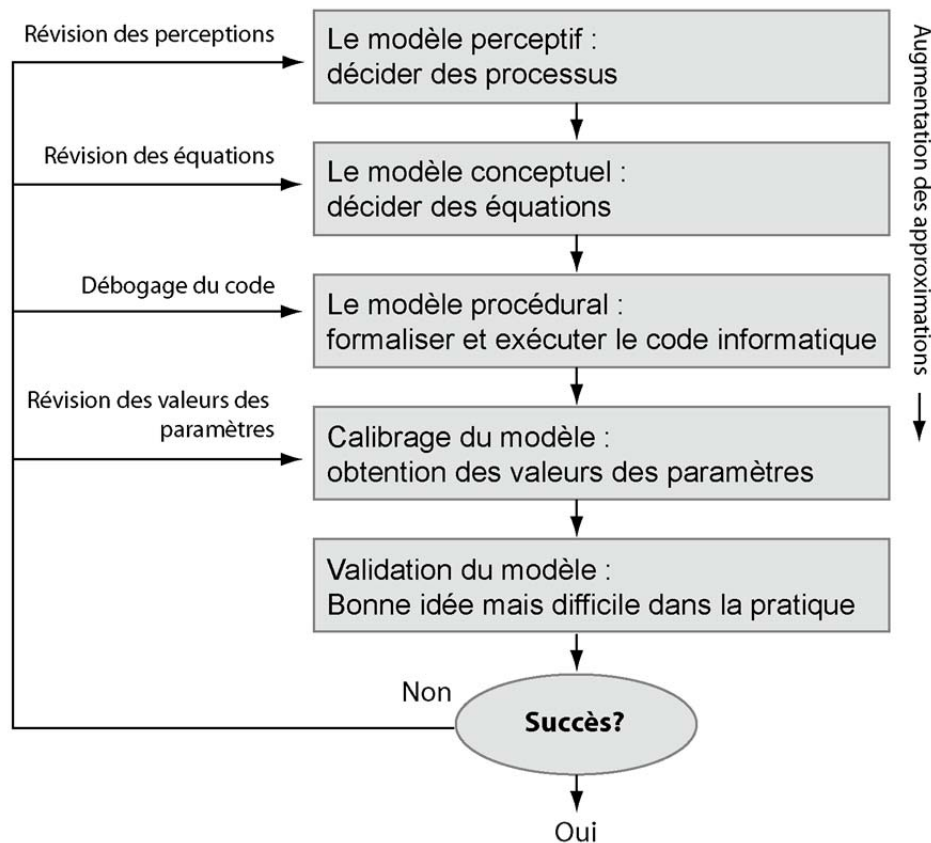 Révision des perceptions
Le modèle perceptif :
décider des processus
Révision des équations
Le modèle conceptuel :
décider des équations
Débogage du code
Le modèle procédural :
formaliser et exécuter le code informatique
Révision des valeurs des
paramètres
Calibrage du modèle :
obtention des valeurs des paramètres
Validation du modèle :
Bonne idée mais difficile dans la pratique
Non
Succès?
Oui
Augmentation des approximations